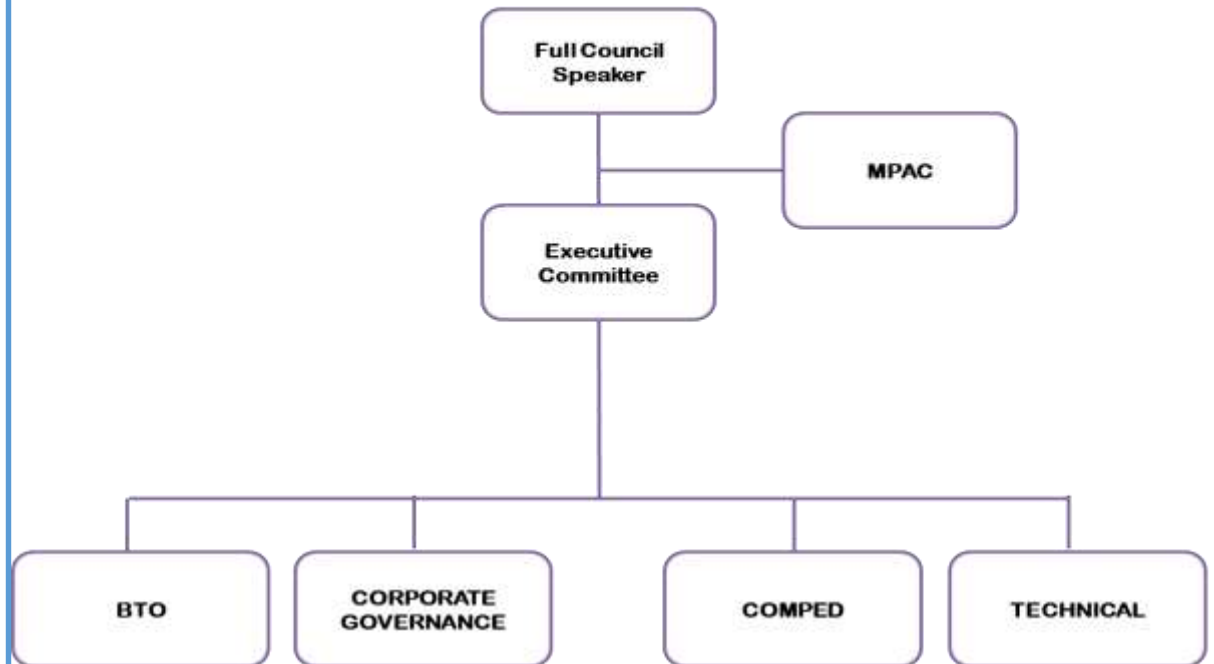 Full Council
Speaker
MPAC
Executive
Committee
BTO
CORPORATE
GOVERNANCE
COMPED
TECHNICAL